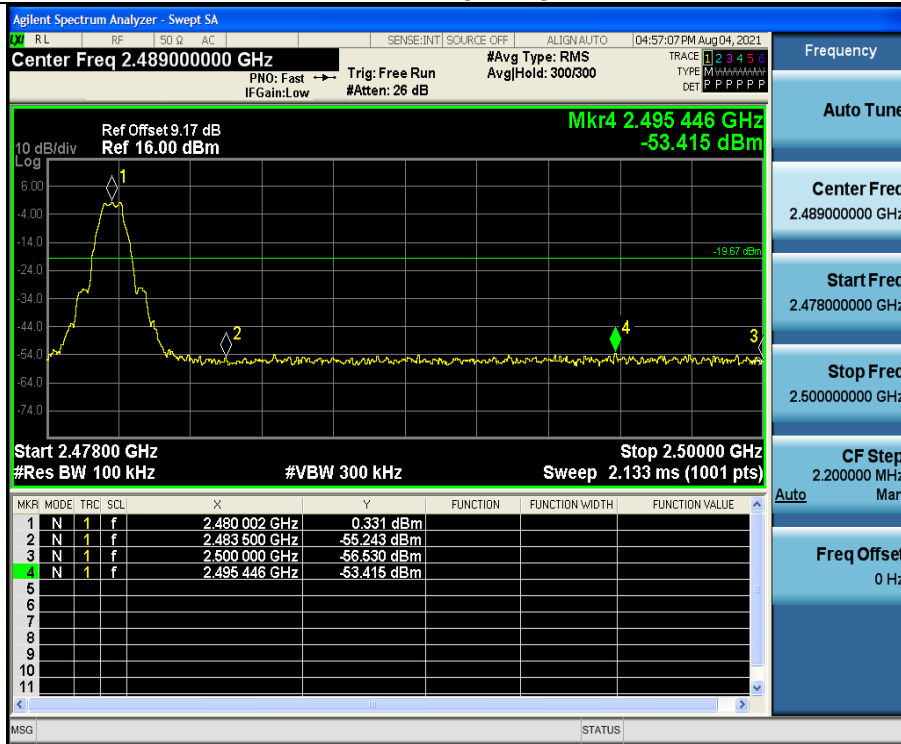 Agilent Spectrum Analyzer - Swept SA
LXI RL RF 50 Ω AC SENSE:INT SOURCE OFF ALIGNAUTO 04:57:07 PM Aug 04, 2021
Center Freq 2.489000000 GHz #Avg Type: RMS TRACE 1 2 3 4 5 6
PNO: Fast Trig: Free Run Avg|Hold: 300/300 TYPE M
IFGain:Low #Atten: 26 dB DET P P P P P P
Mkr4 2.495 446 GHz
-53.415 dBm
Ref Offset 9.17 dB
10 dB/div Ref 16.00 dBm
Log
6.00
-4.00
-14.0
-24.0
-34.0
-44.0
-54.0
-64.0
-74.0
1
-19.67 dBm
2
4
3
Start 2.47800 GHz Stop 2.50000 GHz
#Res BW 100 kHz #VBW 300 kHz Sweep 2.133 ms (1001 pts)
MKR MODE TRC SCL X Y FUNCTION FUNCTION WIDTH FUNCTION VALUE
1 N 1 f 2.480 002 GHz 0.331 dBm
2 N 1 f 2.483 500 GHz -55.243 dBm
3 N 1 f 2.500 000 GHz -56.530 dBm
4 N 1 f 2.495 446 GHz -53.415 dBm
5
6
7
8
9
10
11
MSG STATUS
Frequency
Auto Tune
Center Freq
2.489000000 GHz
Start Freq
2.478000000 GHz
Stop Freq
2.500000000 GHz
CF Step
2.200000 MHz
Auto Man
Freq Offset
0 Hz